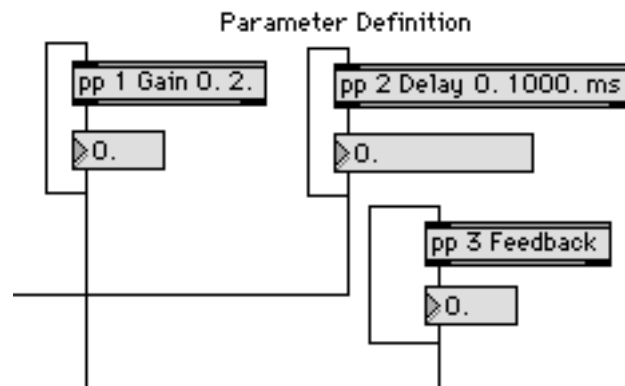 Parameter Definition
pp 1 Gain 0. 2.
pp 2 Delay 0. 1000. ms
0.
0.
pp 3 Feedback
0.